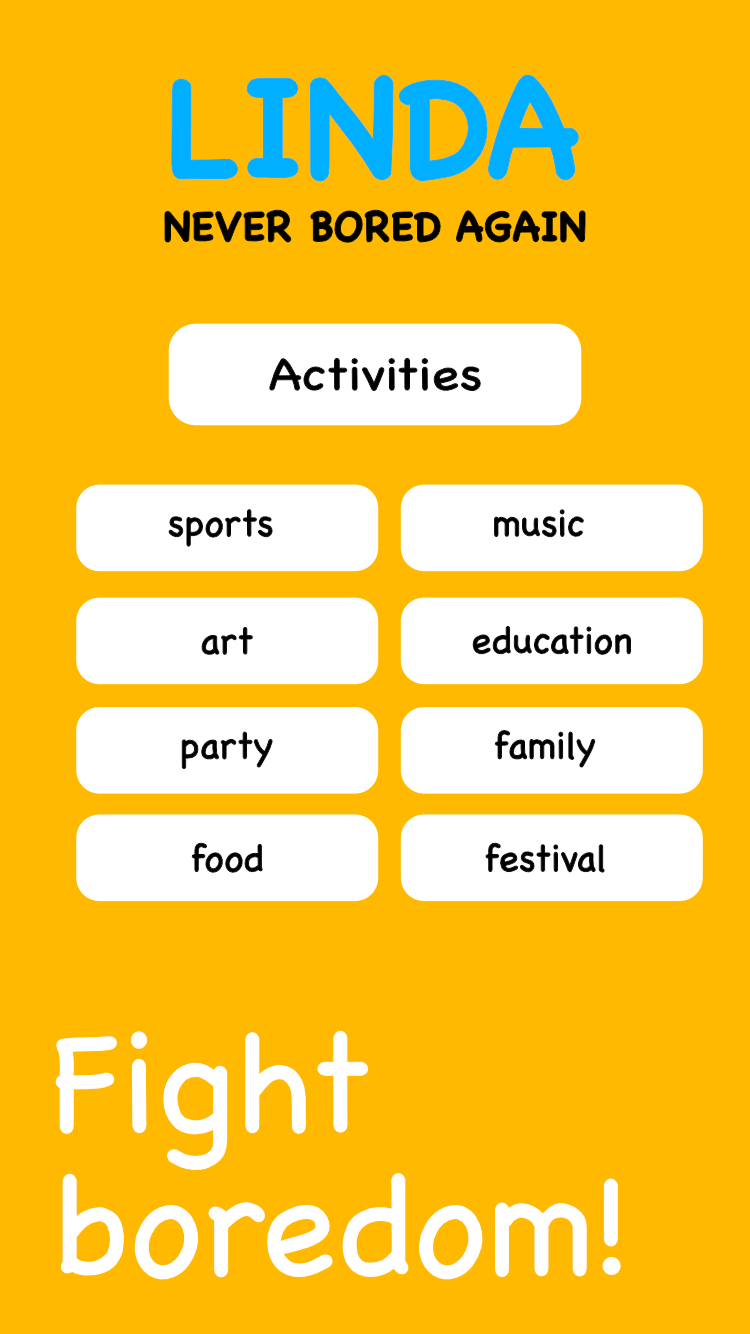 LINDA
NEVER BORED AGAIN
Activities
sports
music
art
education
party
family
food
festival
Fight
boredom!